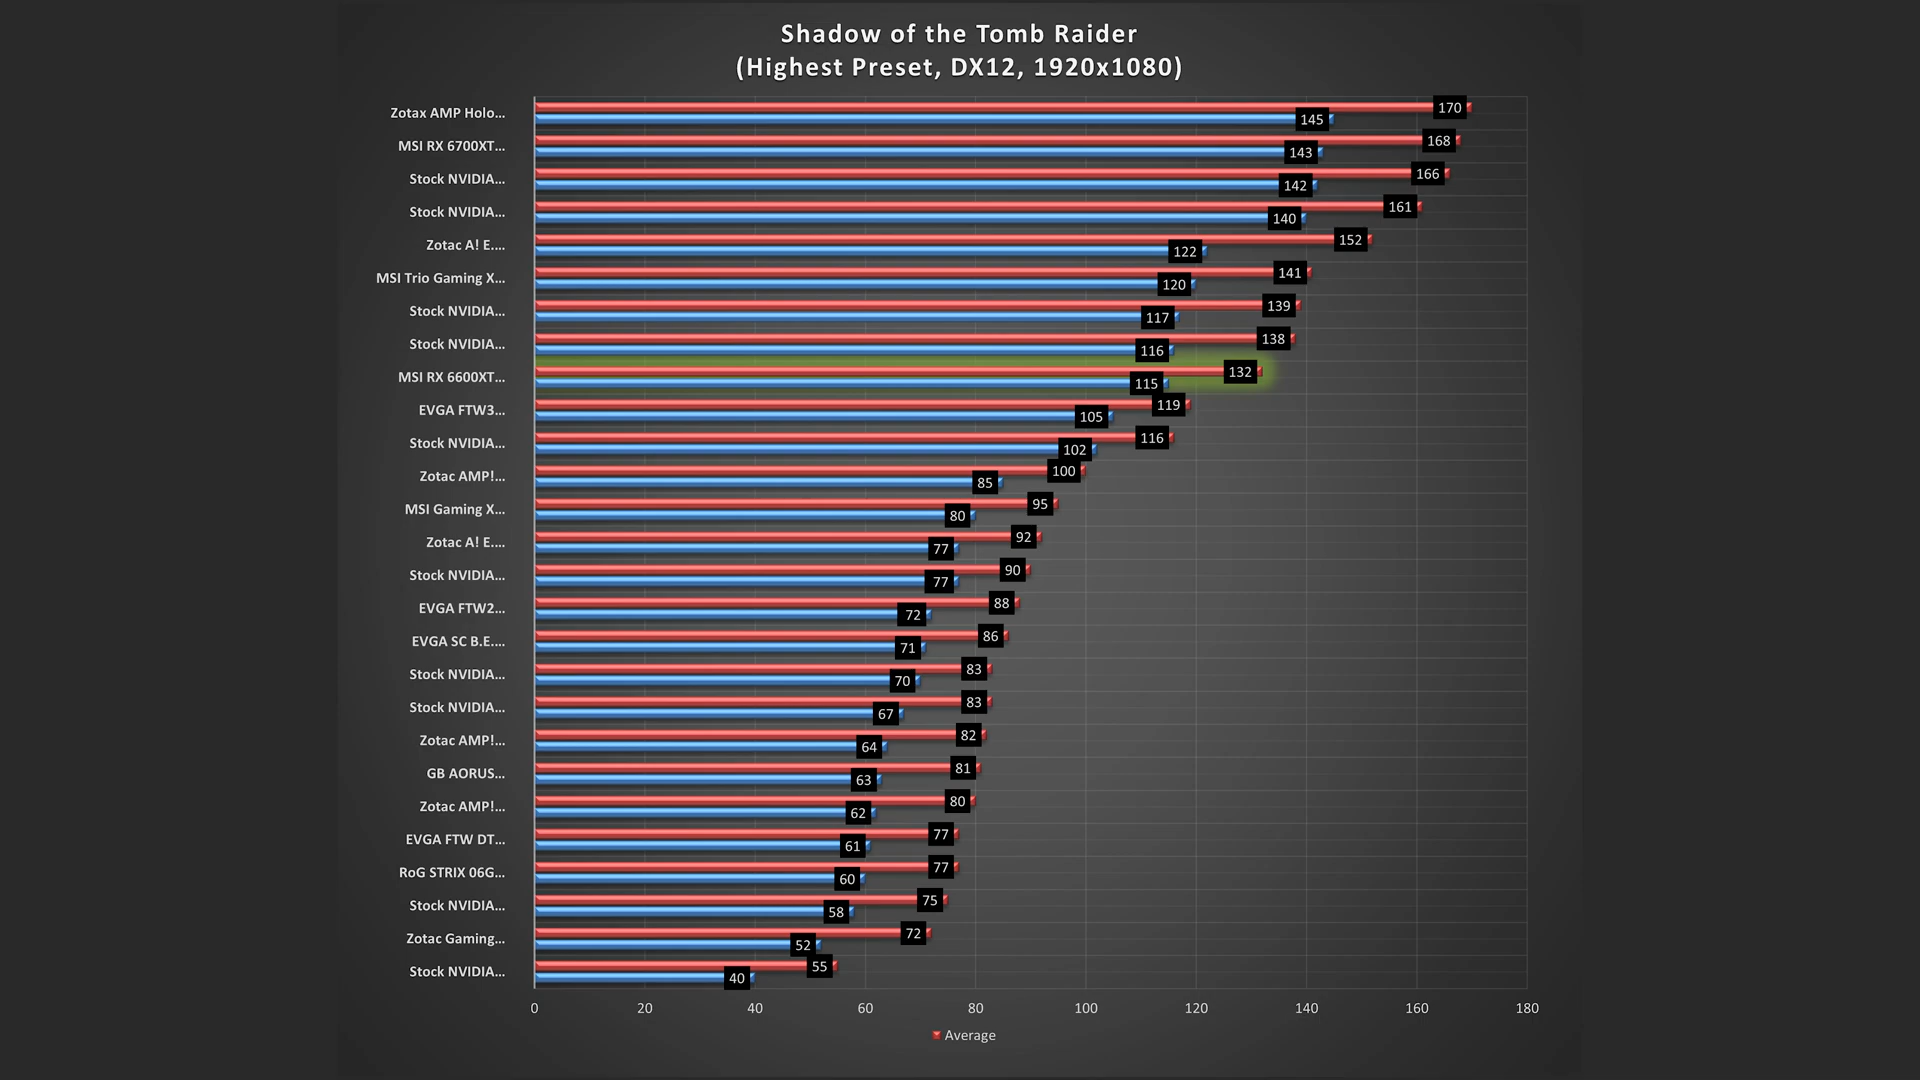 Shadow of the Tomb Raider
(Highest Preset, DX12, 1920x1080)
Zotax AMP Holo... 170
145
MSI RX 6700XT... 168
143
Stock NVIDIA... 166
142
Stock NVIDIA... 161
140
Zotac A! E.... 152
122
MSI Trio Gaming X... 141
120
Stock NVIDIA... 139
117
Stock NVIDIA... 138
116
MSI RX 6600XT... 132
115
EVGA FTW3... 119
105
Stock NVIDIA... 116
102
Zotac AMP!... 100
85
MSI Gaming X... 95
80
Zotac A! E.... 92
77
Stock NVIDIA... 90
77
EVGA FTW2... 88
72
EVGA SC B.E.... 86
71
Stock NVIDIA... 83
70
Stock NVIDIA... 83
67
Zotac AMP!... 82
64
GB AORUS... 81
63
Zotac AMP!... 80
62
EVGA FTW DT... 77
61
RoG STRIX 06G... 77
60
Stock NVIDIA... 75
58
Zotac Gaming... 72
52
Stock NVIDIA... 55
40
0 20 40 60 80 100 120 140 160 180
Average